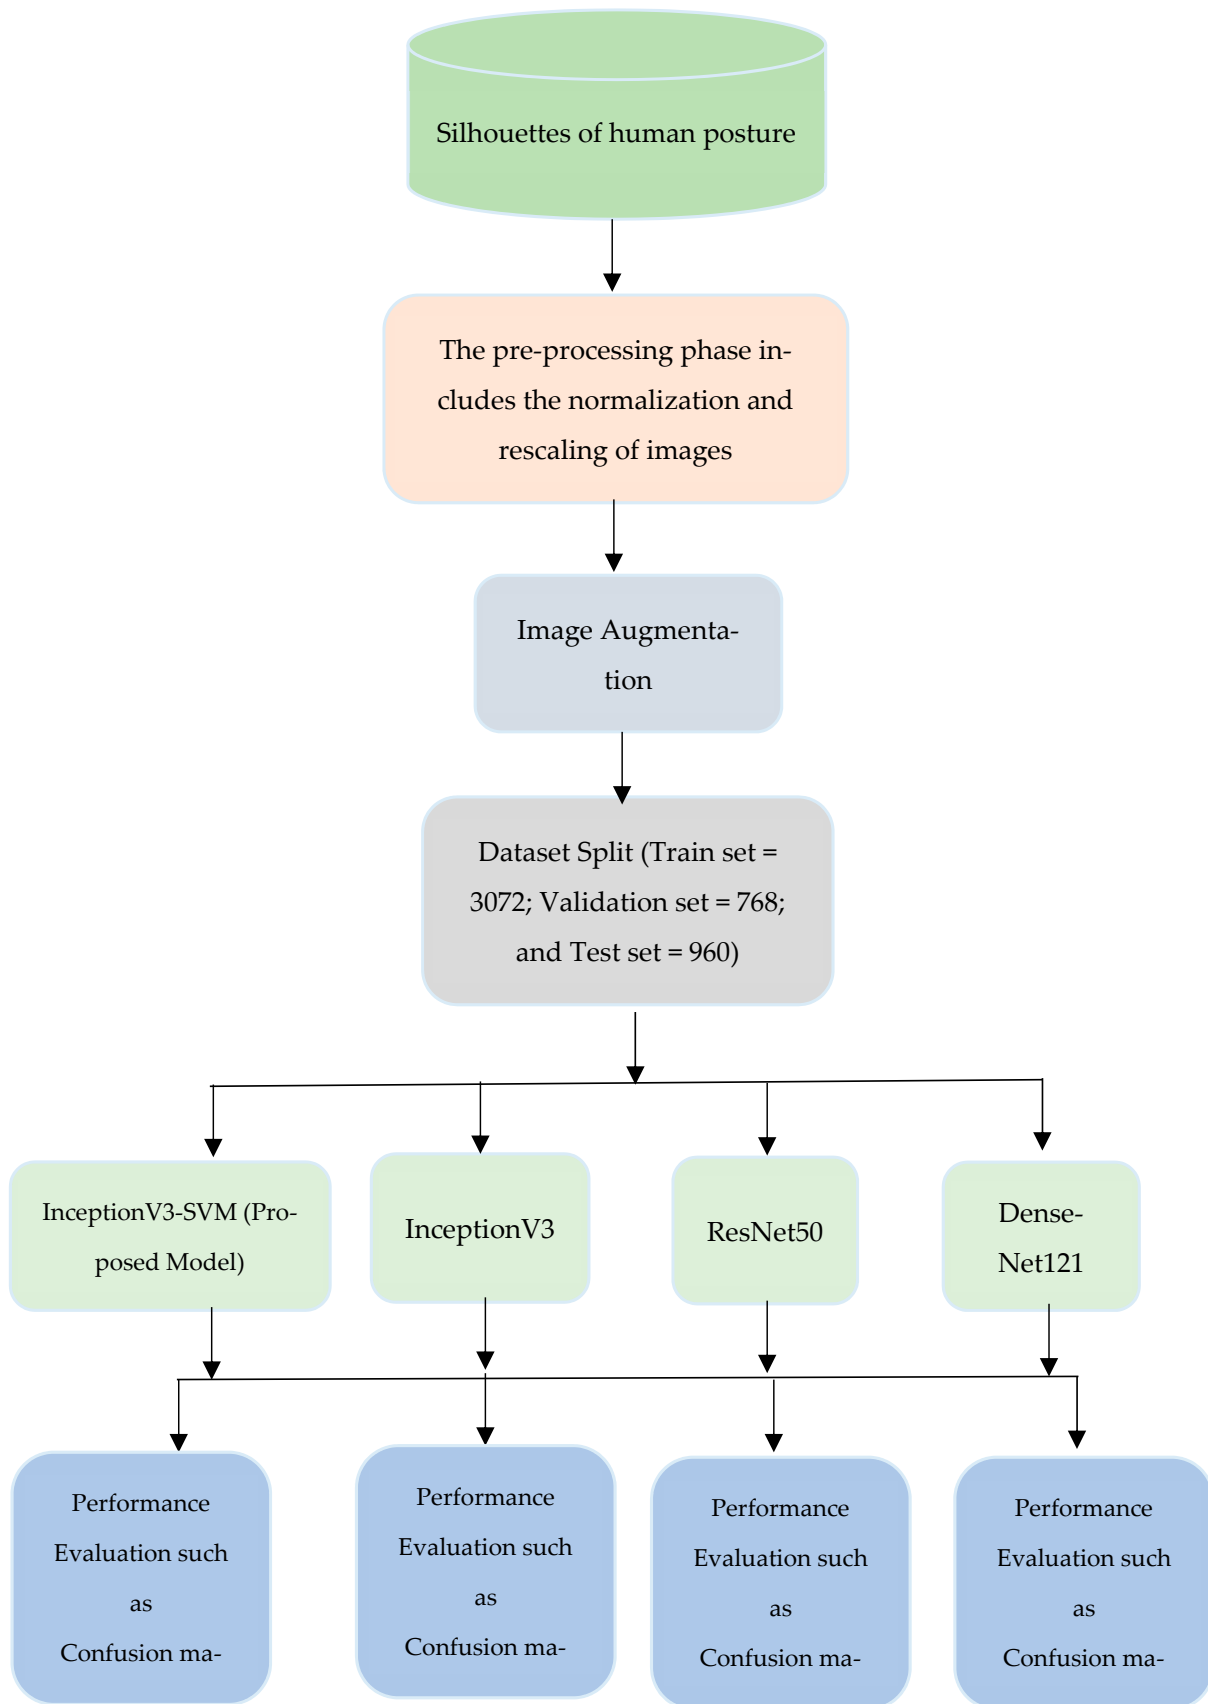 Silhouettes of human posture
The pre-processing phase in-
cludes the normalization and
rescaling of images
Image Augmenta-
tion
Dataset Split (Train set =
3072; Validation set = 768;
and Test set = 960)
InceptionV3-SVM (Pro-
posed Model)
InceptionV3
ResNet50
Dense-
Net121
Performance
Evaluation such
as
Confusion ma-
Performance
Evaluation such
as
Confusion ma-
Performance
Evaluation such
as
Confusion ma-
Performance
Evaluation such
as
Confusion ma-